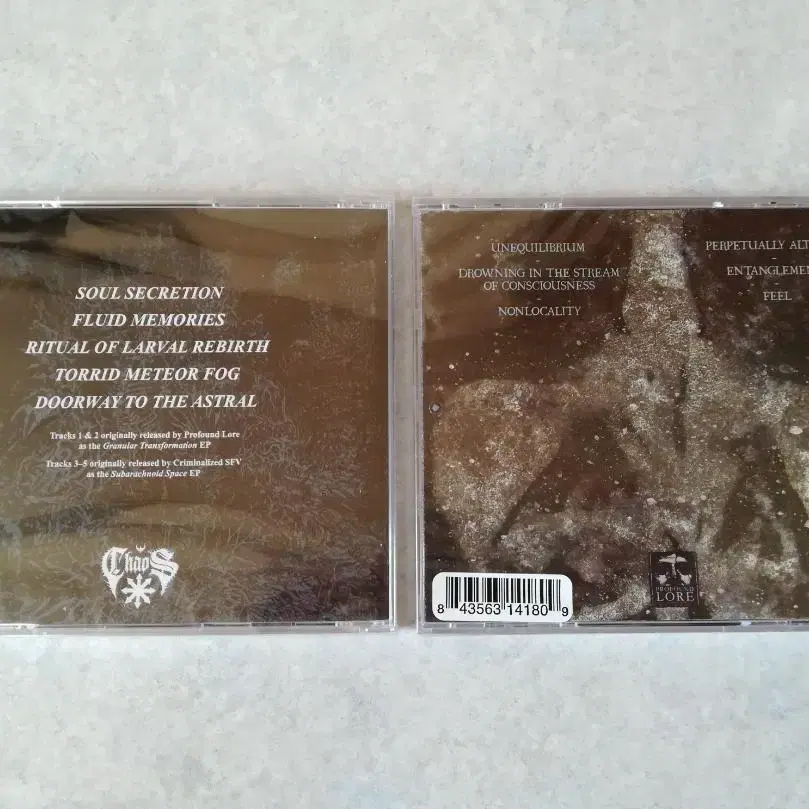 SOUL SECRETION
FLUID MEMORIES
RITUAL OF LARVAL REBIRTH
TORRID METEOR FOG
DOORWAY TO THE ASTRAL
Tracks 1 & 2 originally released by Profound Lore
as the Granular Transformation EP
Tracks 3–5 originally released by Criminalized SFV
as the Subarachnoid Space EP
Chaos
UNEQUILIBRIUM
DROWNING IN THE STREAM
OF CONSCIOUSNESS
NONLOCALITY
PERPETUALLY
FEEL
8 43563 14180 9
PROFOUND
LORE